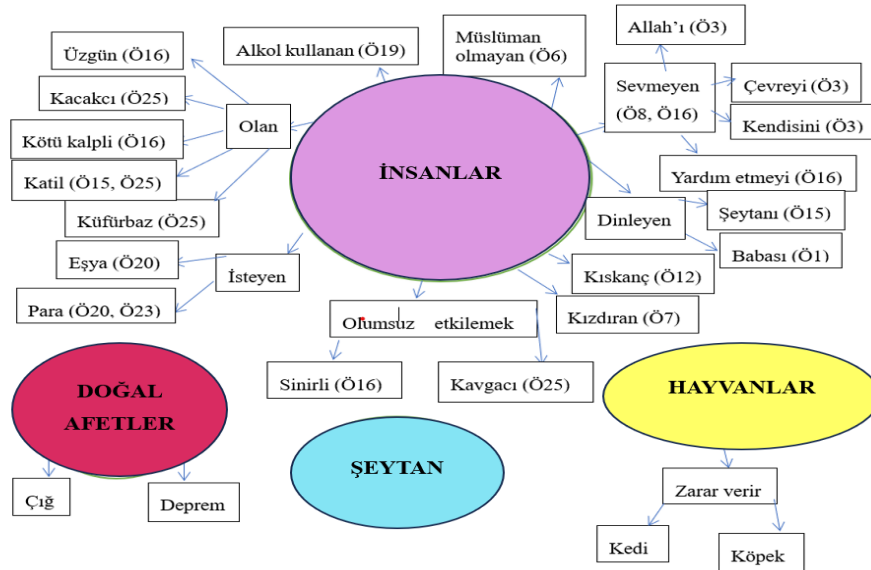 Üzgün (Ö16)
Alkol kullanan (Ö19)
Müslüman
olmayan (Ö6)
Allah’ı (Ö3)
Kacakcı (Ö25)
Olan
Sevmeyen
(Ö8, Ö16)
Çevreyi (Ö3)
Kendisini (Ö3)
Kötü kalpli (Ö16)
İNSANLAR
Katil (Ö15, Ö25)
Yardım etmeyi (Ö16)
Küfürbaz (Ö25)
Dinleyen
Şeytanı (Ö15)
Babası (Ö1)
Eşya (Ö20)
İsteyen
Kıskanç (Ö12)
Para (Ö20, Ö23)
Kızdıran (Ö7)
Olumsuz etkilemek
Sinirli (Ö16)
Kavgacı (Ö25)
DOĞAL
AFETLER
HAYVANLAR
ŞEYTAN
Çığ
Deprem
Zarar verir
Kedi
Köpek